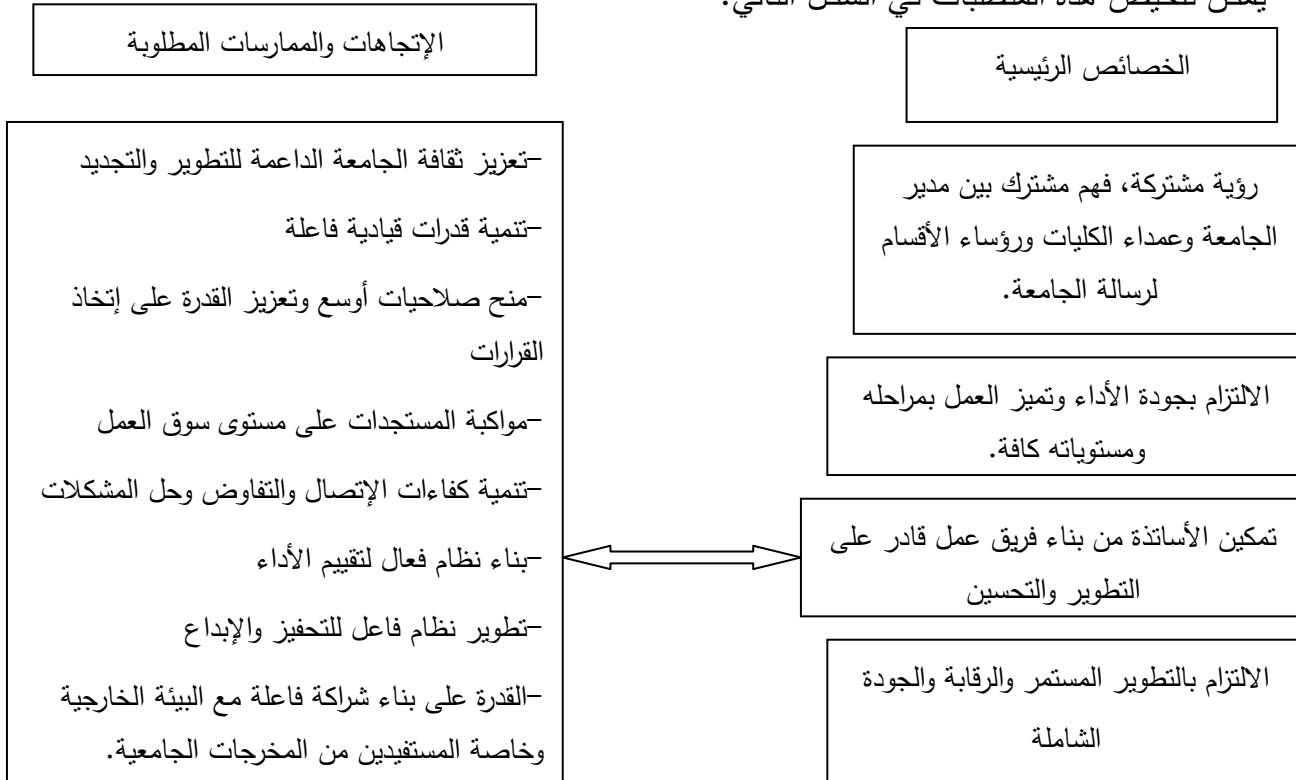 يمكن تلخيص هذه المتطلبات في الشكل التالي:
الخصائص الرئيسية
رؤية مشتركة، فهم مشترك بين مدير
الجامعة وعمداء الكليات ورؤساء الأقسام
لرسالة الجامعة.
الالتزام بجودة الأداء وتميز العمل بمراحله
ومستوياته كافة.
تمكين الأساتذة من بناء فريق عمل قادر على
التطوير والتحسين
الالتزام بالتطوير المستمر والرقابة والجودة
الشاملة
الإتجاهات والممارسات المطلوبة
-تعزيز ثقافة الجامعة الداعمة للتطوير والتجديد
-تنمية قدرات قيادية فاعلة
-منح صلاحيات أوسع وتعزيز القدرة على إتخاذ
القرارات
-مواكبة المستجدات على مستوى سوق العمل
-تنمية كفاءات الإتصال والتفاوض وحل المشكلات
-بناء نظام فعال لتقييم الأداء
-تطوير نظام فاعل للتحفيز والإبداع
-القدرة على بناء شراكة فاعلة مع البيئة الخارجية
وخاصة المستفيدين من المخرجات الجامعية.